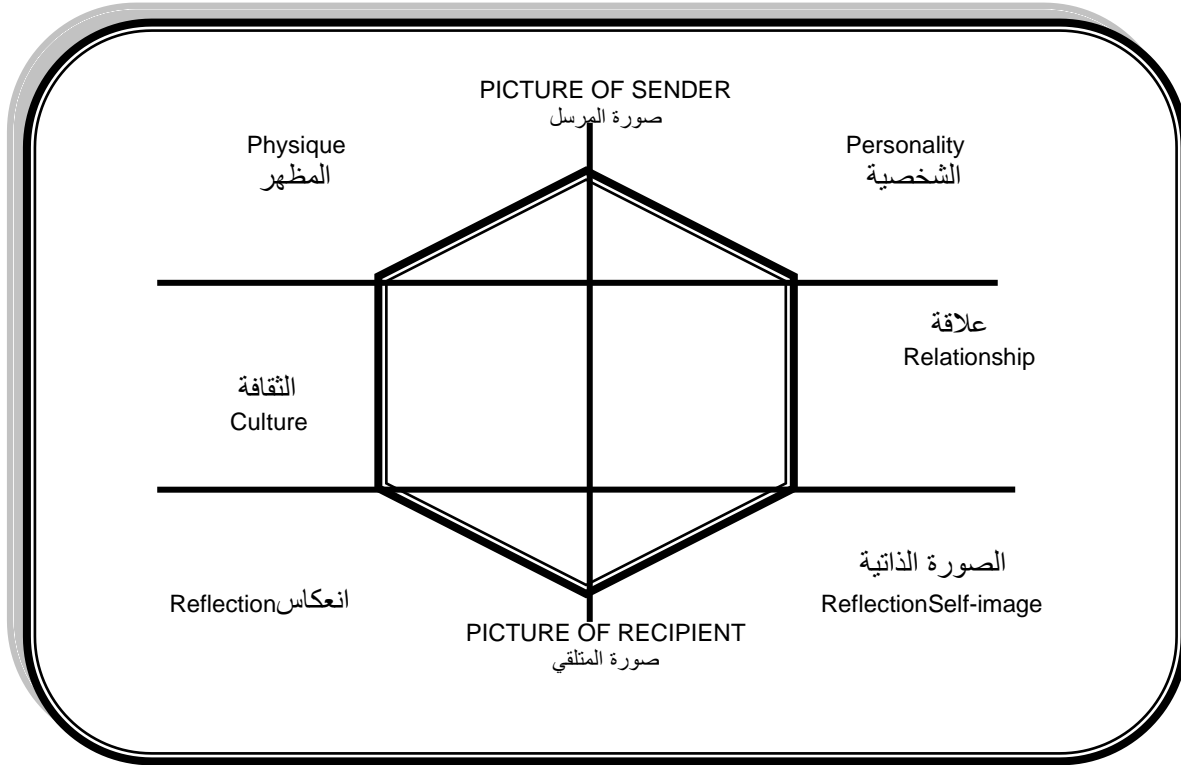 PICTURE OF SENDER
صورة المرسل
Physique
المظهر
Personality
الشخصية
علاقة
Relationship
الثقافة
Culture
الصورة الذاتية
ReflectionSelf-image
Reflectionانعكاس
PICTURE OF RECIPIENT
صورة المتلقي